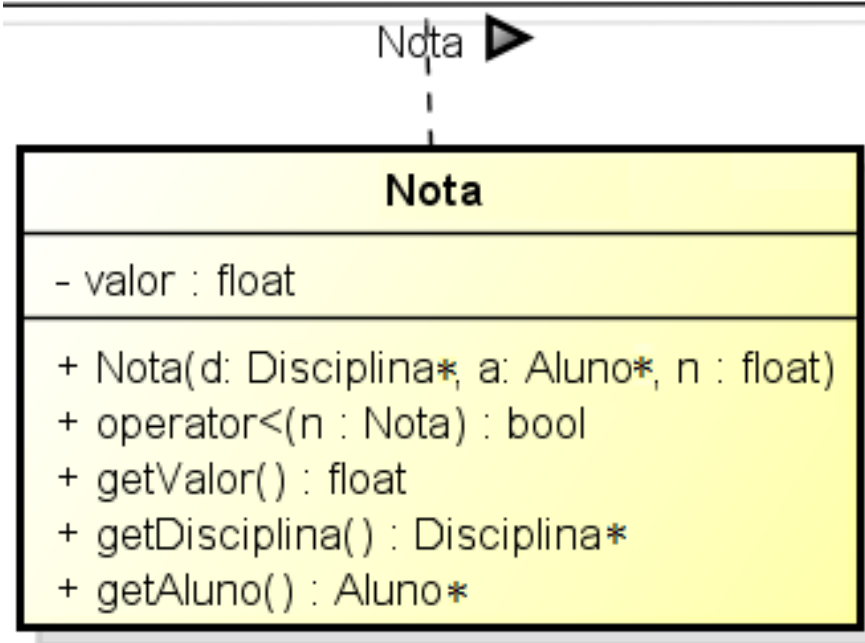 Nota
Nota
- valor : float
+ Nota(d: Disciplina*, a: Aluno*, n : float)
+ operator<(n : Nota) : bool
+ getValor() : float
+ getDisciplina() : Disciplina*
+ getAluno() : Aluno*